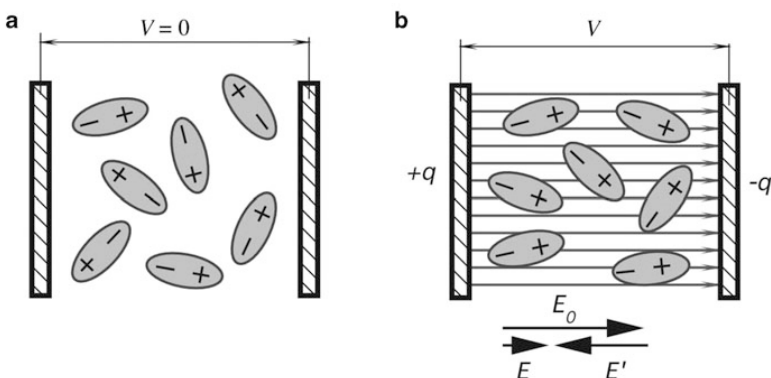 a
V = 0
− +
+ −
− +
+ −
− +
+ −
− +
b
V
+q
-q
− +
− +
− +
− +
− +
− +
− +
E₀
E E'